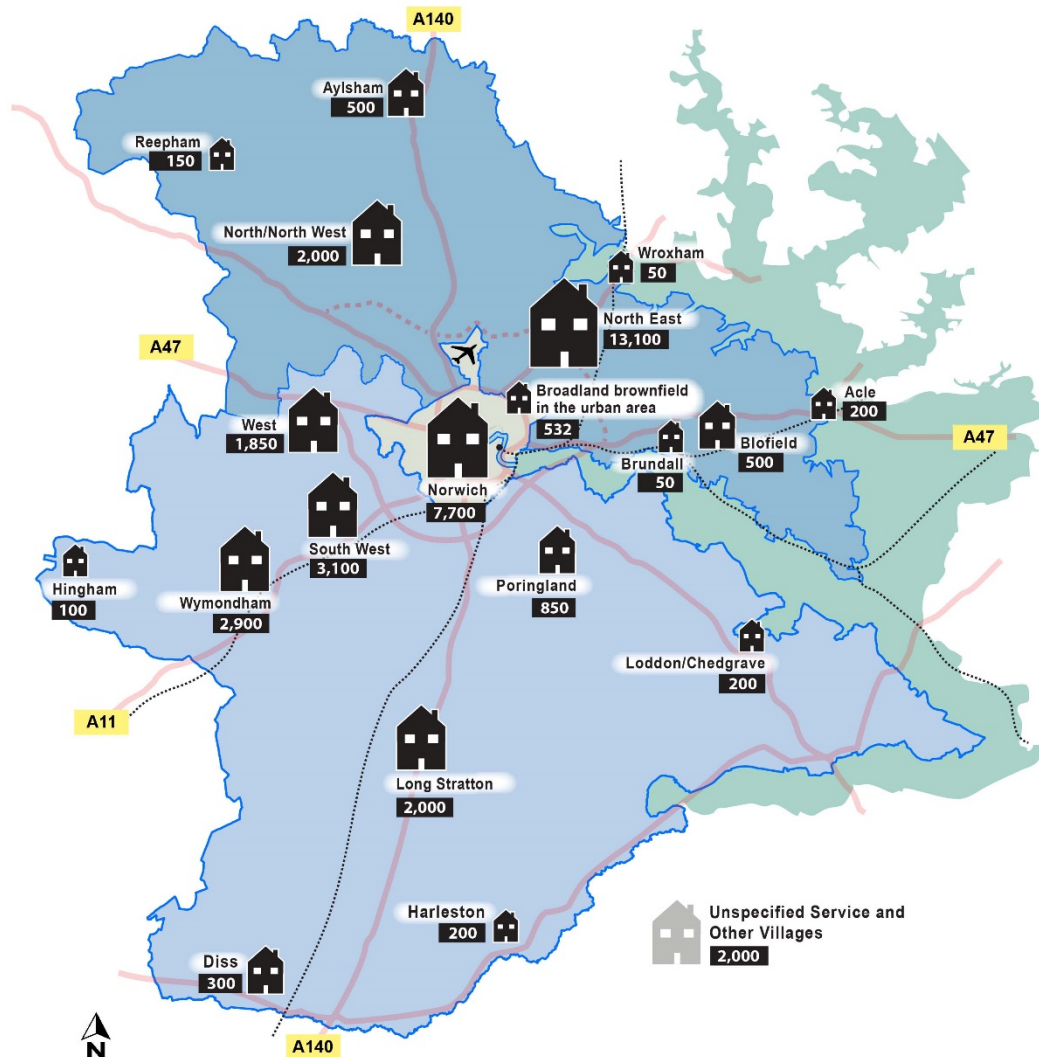 A140
Aylsham
500
Reepham
150
North/North West
2,000
Wroxham
50
North East
13,100
A47
Broadland brownfield
in the urban area
532
Acle
200
West
1,850
Blofield
500
A47
Brundall
50
Norwich
7,700
South West
3,100
Hingham
100
Wymondham
2,900
Poringland
850
Loddon/Chedgrave
200
A11
Long Stratton
2,000
Harleston
200
Unspecified Service and
Other Villages
2,000
Diss
300
N
A140